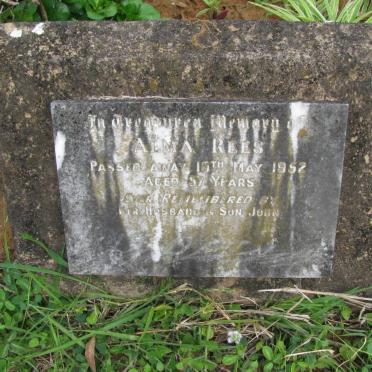 In Treasured Memory of
ALMA REES
PASSED AWAY 15TH MAY 1952
AGED 57 YEARS
EVER REMEMBERED BY
HUSBAND & SON JOHN